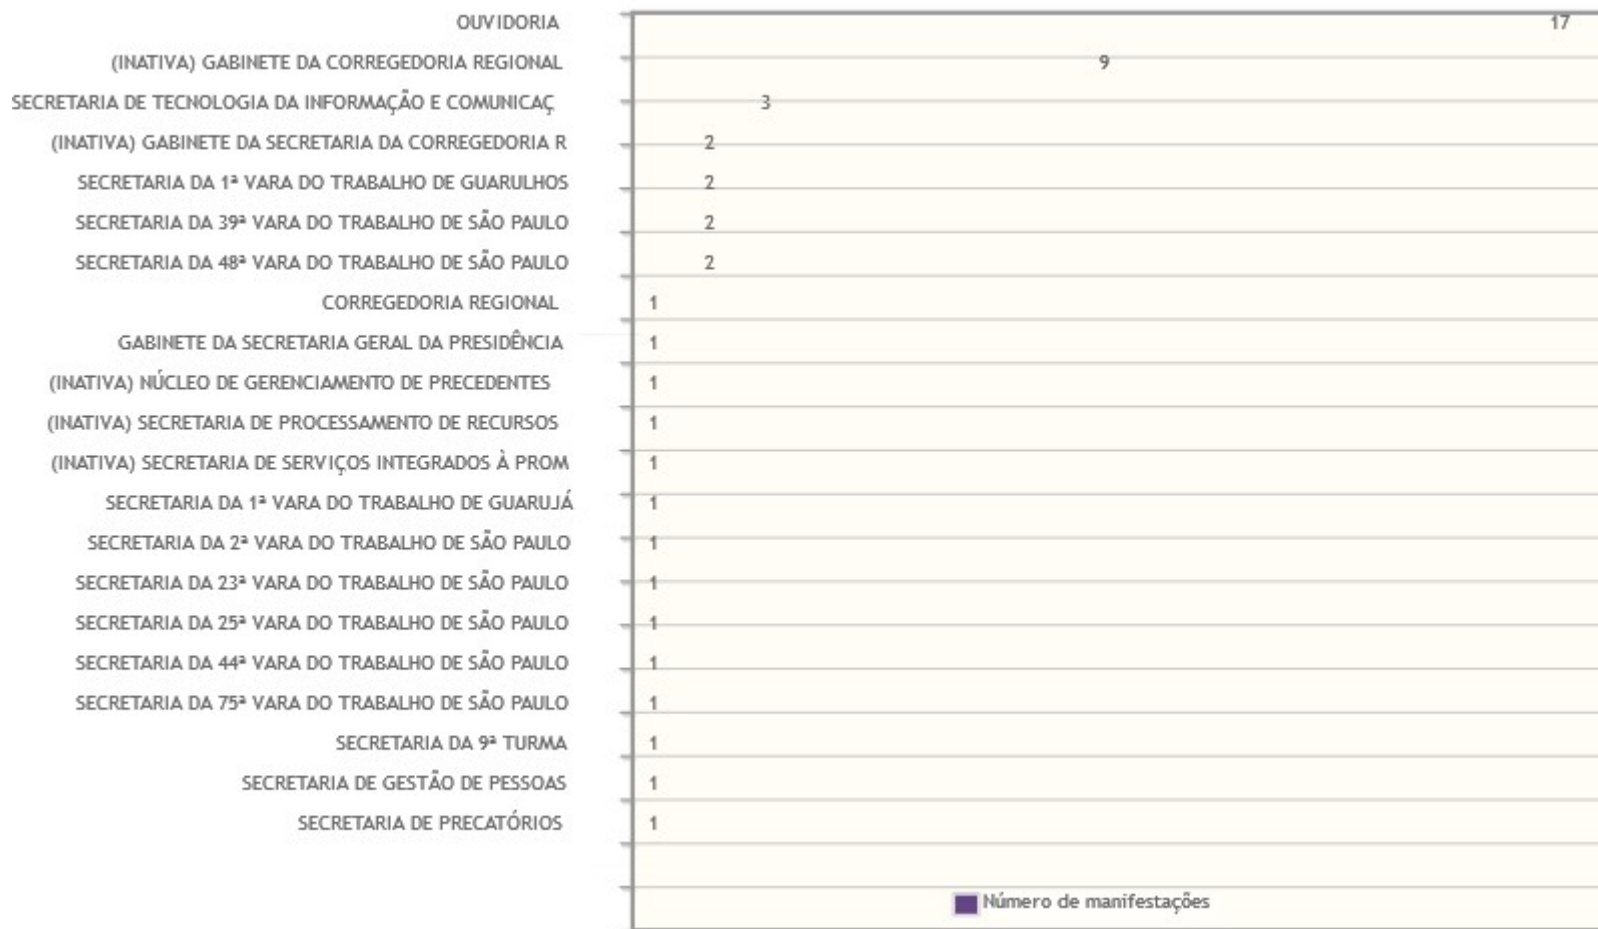 OUVIDORIA 17
(INATIVA) GABINETE DA CORREGEDORIA REGIONAL 9
SECRETARIA DE TECNOLOGIA DA INFORMAÇÃO E COMUNICAÇ 3
(INATIVA) GABINETE DA SECRETARIA DA CORREGEDORIA R 2
SECRETARIA DA 1ª VARA DO TRABALHO DE GUARULHOS 2
SECRETARIA DA 39ª VARA DO TRABALHO DE SÃO PAULO 2
SECRETARIA DA 48ª VARA DO TRABALHO DE SÃO PAULO 2
CORREGEDORIA REGIONAL 1
GABINETE DA SECRETARIA GERAL DA PRESIDÊNCIA 1
(INATIVA) NÚCLEO DE GERENCIAMENTO DE PRECEDENTES 1
(INATIVA) SECRETARIA DE PROCESSAMENTO DE RECURSOS 1
(INATIVA) SECRETARIA DE SERVIÇOS INTEGRADOS À PROM 1
SECRETARIA DA 1ª VARA DO TRABALHO DE GUARUJÁ 1
SECRETARIA DA 2ª VARA DO TRABALHO DE SÃO PAULO 1
SECRETARIA DA 23ª VARA DO TRABALHO DE SÃO PAULO 1
SECRETARIA DA 25ª VARA DO TRABALHO DE SÃO PAULO 1
SECRETARIA DA 44ª VARA DO TRABALHO DE SÃO PAULO 1
SECRETARIA DA 75ª VARA DO TRABALHO DE SÃO PAULO 1
SECRETARIA DA 9ª TURMA 1
SECRETARIA DE GESTÃO DE PESSOAS 1
SECRETARIA DE PRECATÓRIOS 1
Número de manifestações